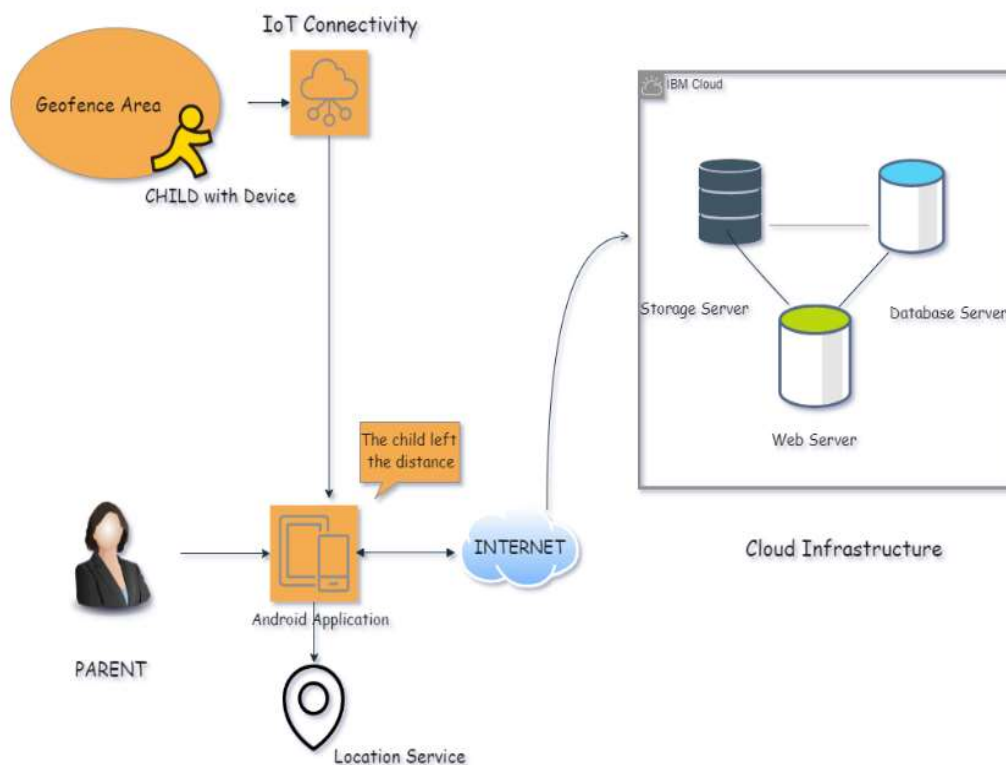 IoT Connectivity
Geofence Area
CHILD with Device
IBM Cloud
Storage Server
Database Server
Web Server
The child left
the distance
INTERNET
Cloud Infrastructure
Android Application
PARENT
Location Service